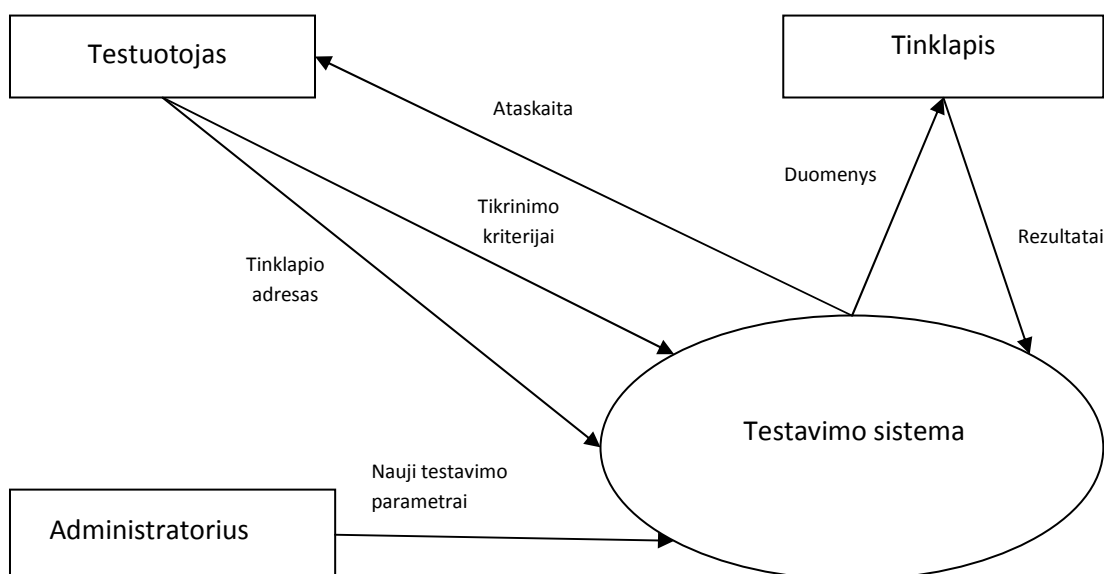 Testuotojas
Tinklapis
Ataskaita
Duomenys
Tikrinimo
kriterijai
Rezultatai
Tinklapio
adresas
Testavimo sistema
Nauji testavimo
parametrai
Administratorius